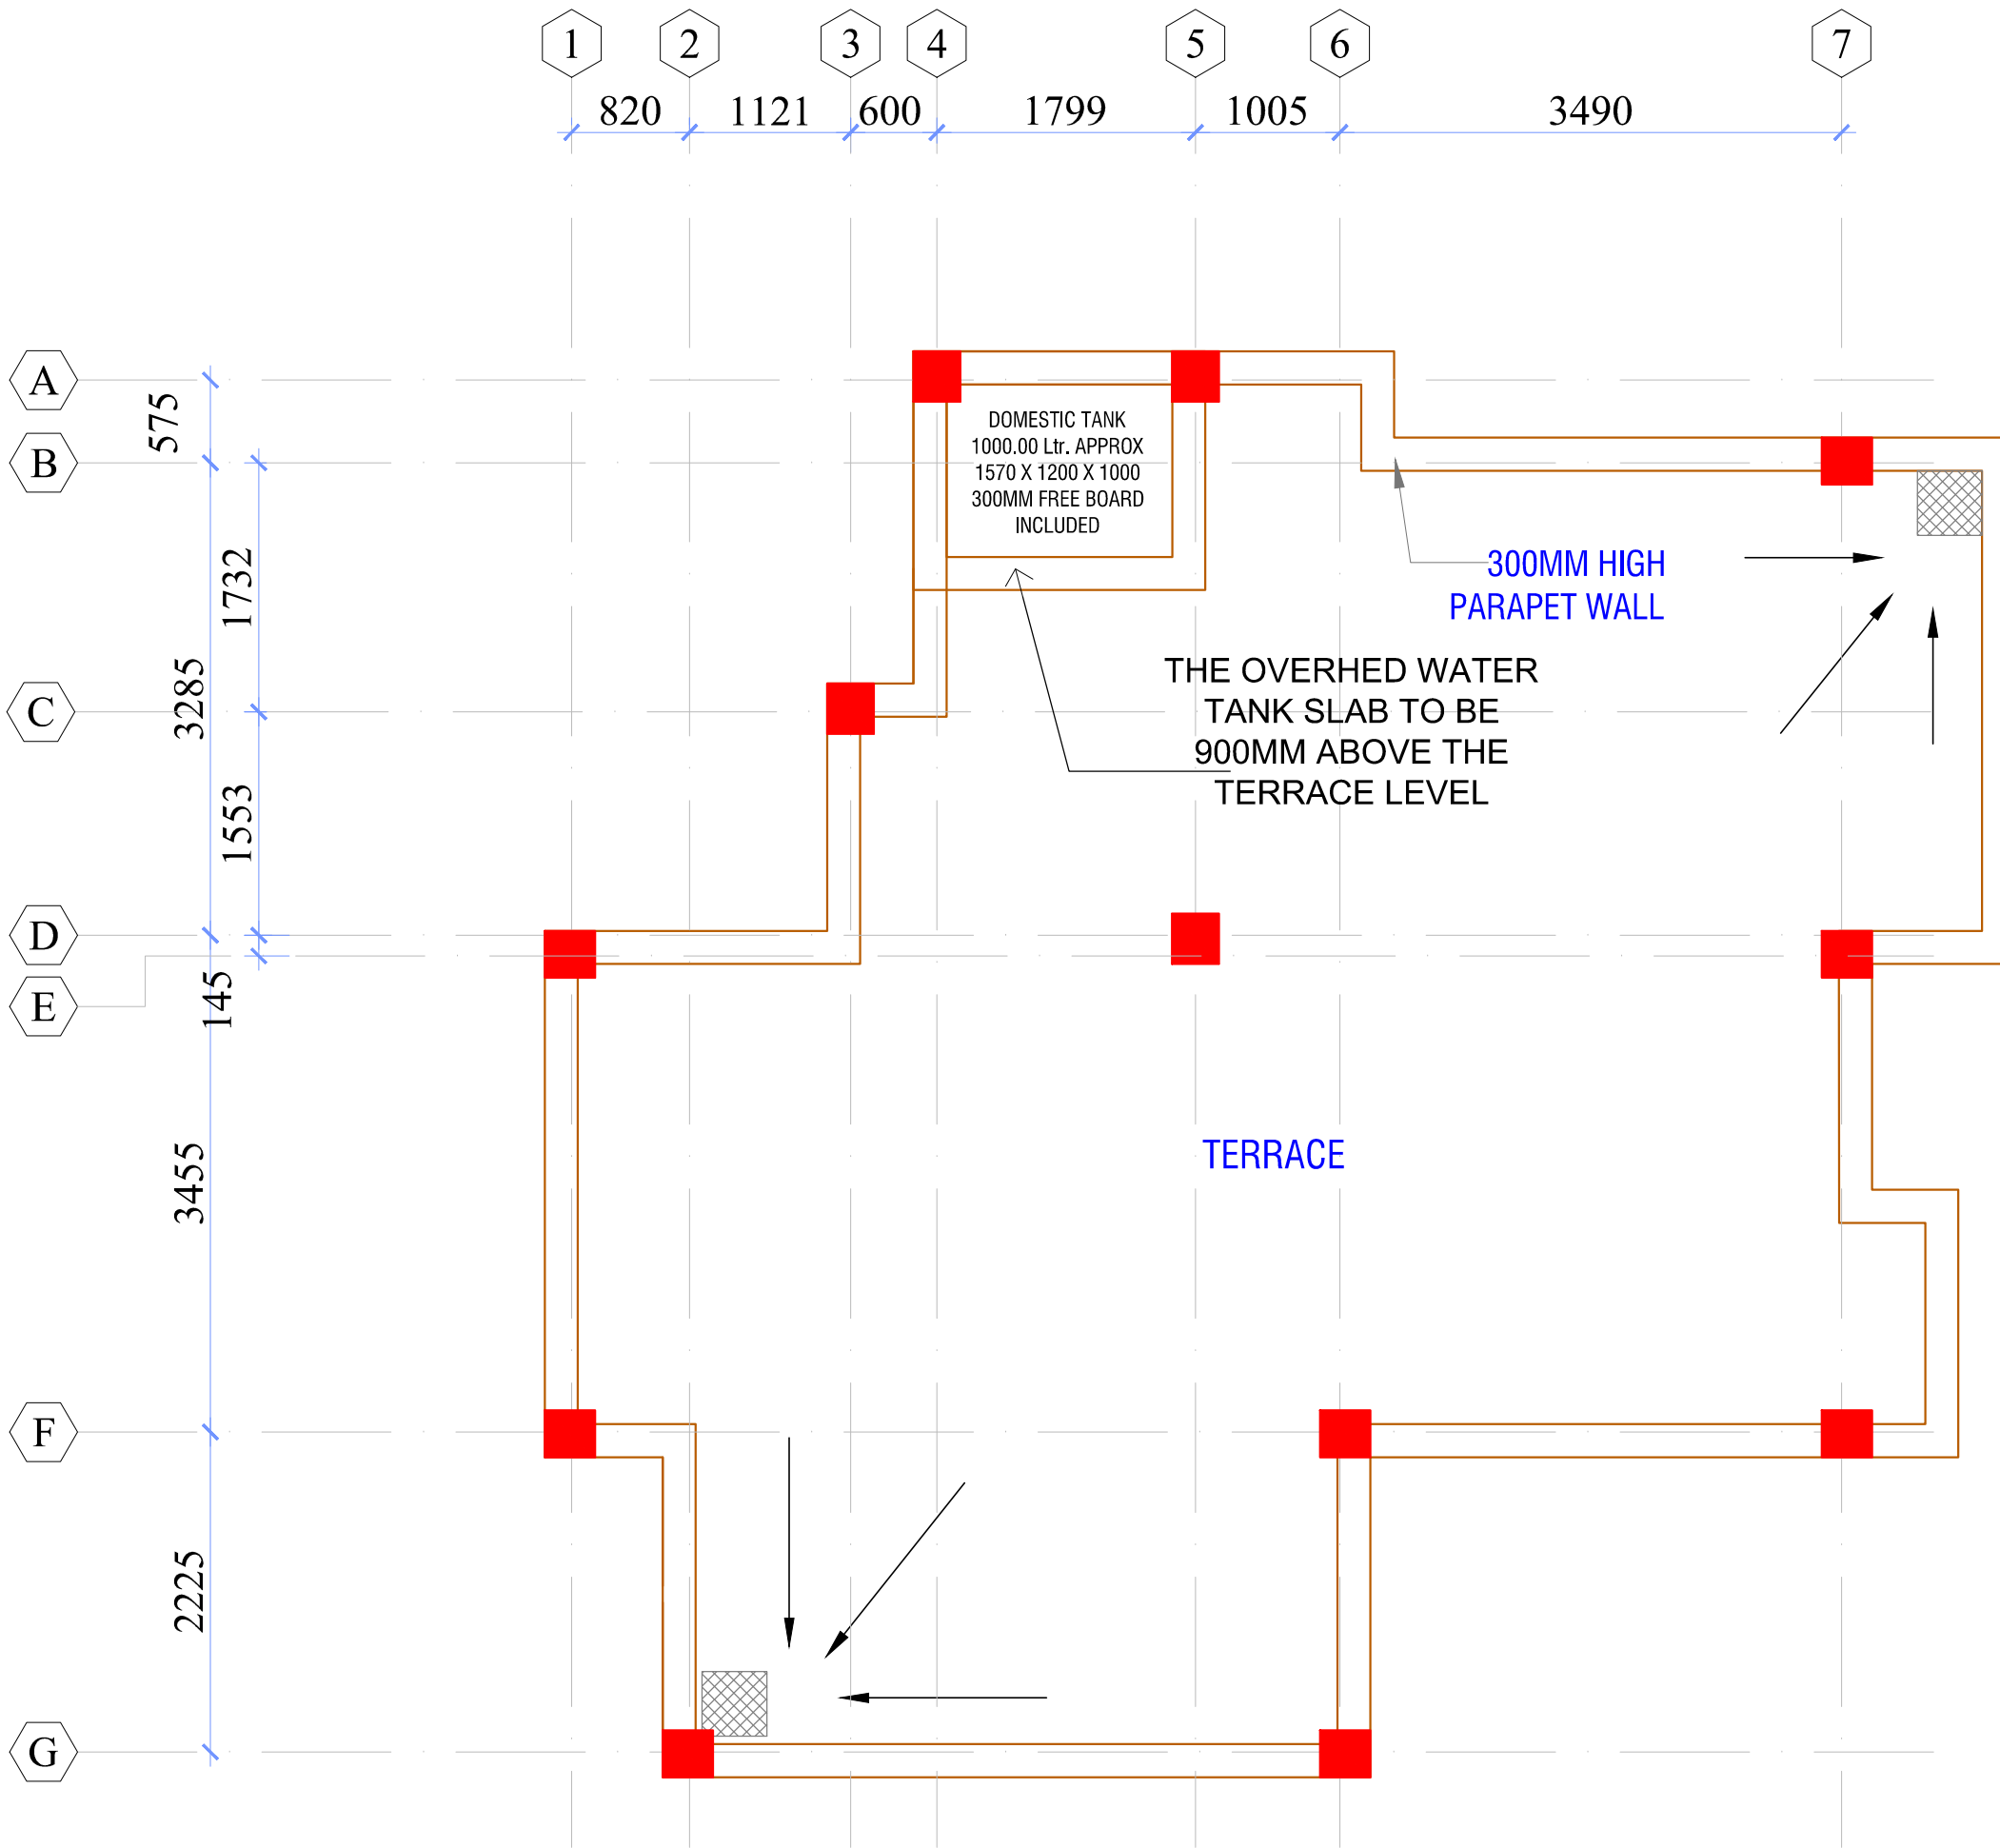 1 2 3 4 5 6 7
820 1121 600 1799 1005 3490
A
575
B
1732
3285
C
1553
D
145
E
3455
F
2225
G
DOMESTIC TANK
1000.00 Ltr. APPROX
1570 X 1200 X 1000
300MM FREE BOARD
INCLUDED
300MM HIGH
PARAPET WALL
THE OVERHED WATER
TANK SLAB TO BE
900MM ABOVE THE
TERRACE LEVEL
TERRACE